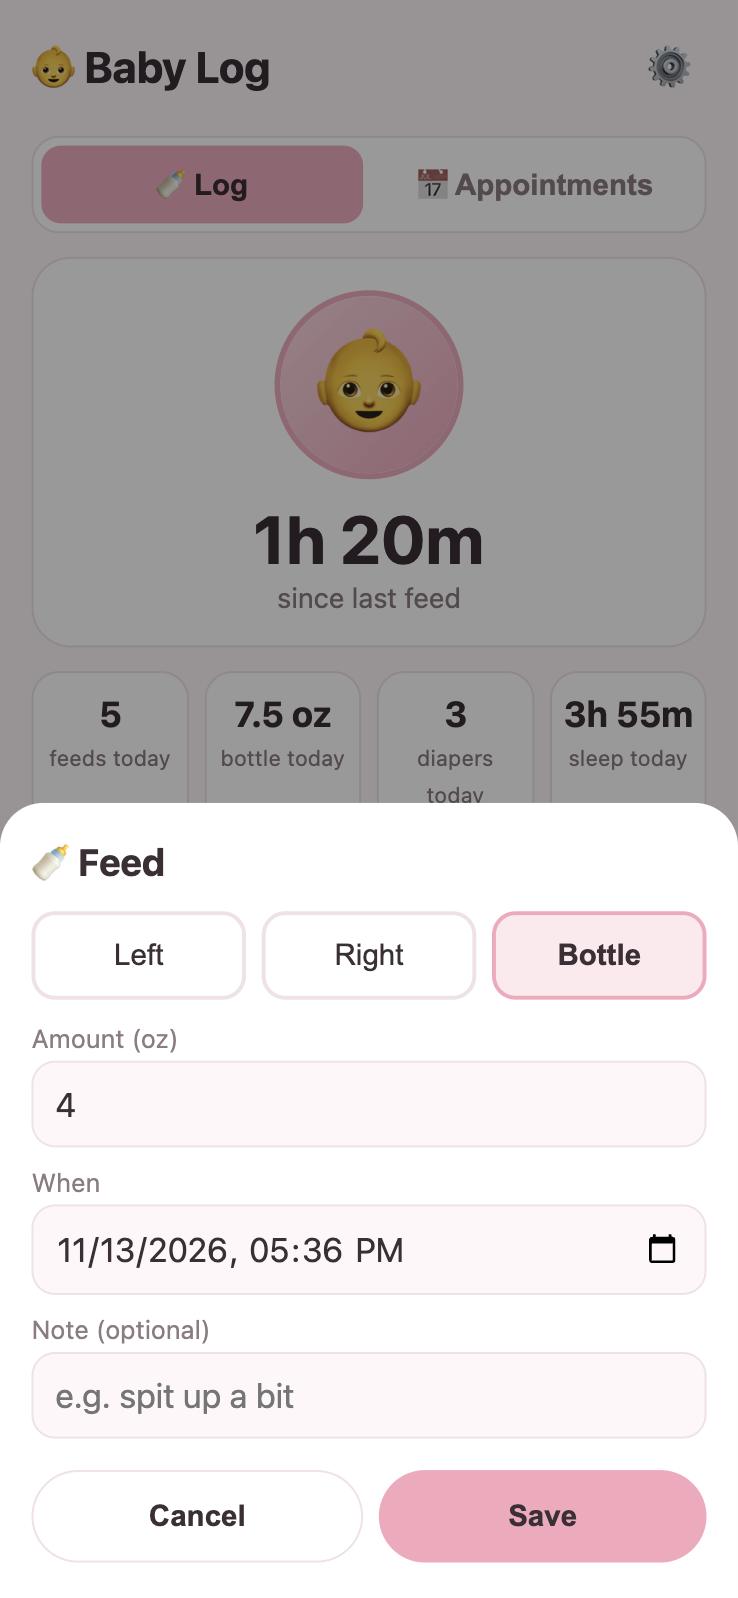 Baby Log
Log
17 Appointments
1h 20m
since last feed
5
feeds today
7.5 oz
bottle today
3
diapers
today
3h 55m
sleep today
Feed
Left
Right
Bottle
Amount (oz)
4
When
11/13/2026, 05:36 PM
Note (optional)
e.g. spit up a bit
Cancel
Save